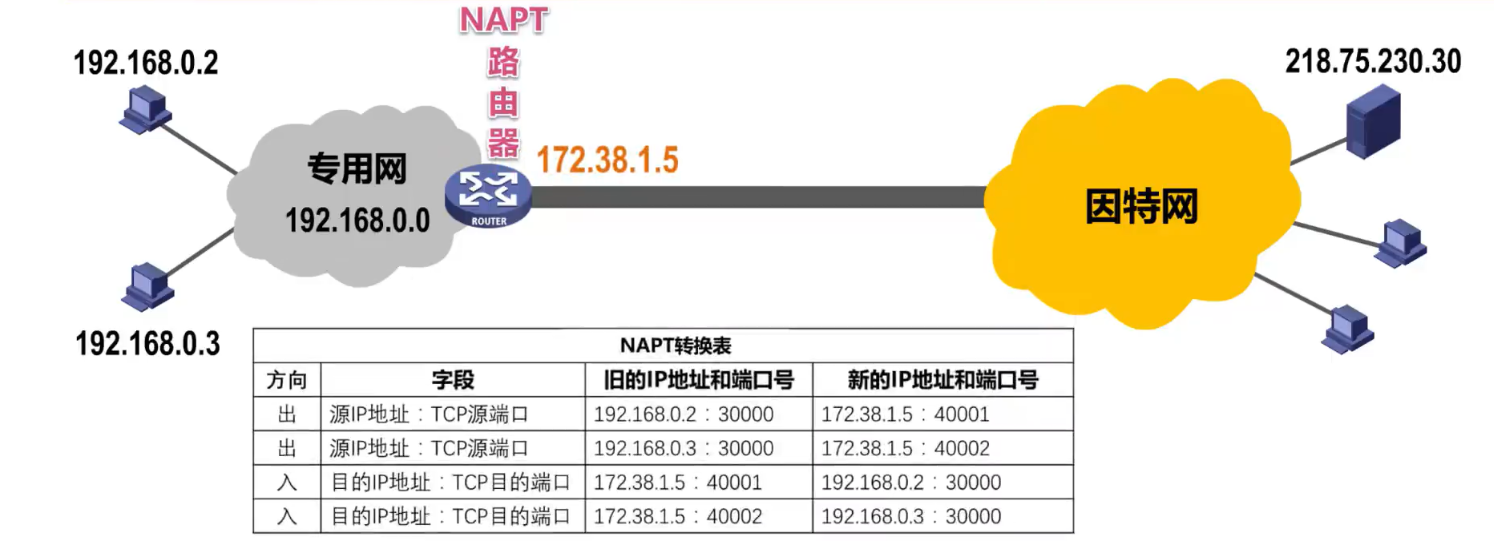 NAPT
路
由
器
192.168.0.2
218.75.230.30
172.38.1.5
专用网
192.168.0.0
ROUTER
因特网
192.168.0.3
NAPT转换表
方向 字段 旧的IP地址和端口号 新的IP地址和端口号
出 源IP地址：TCP源端口 192.168.0.2：30000 172.38.1.5：40001
出 源IP地址：TCP源端口 192.168.0.3：30000 172.38.1.5：40002
入 目的IP地址：TCP目的端口 172.38.1.5：40001 192.168.0.2：30000
入 目的IP地址：TCP目的端口 172.38.1.5：40002 192.168.0.3：30000